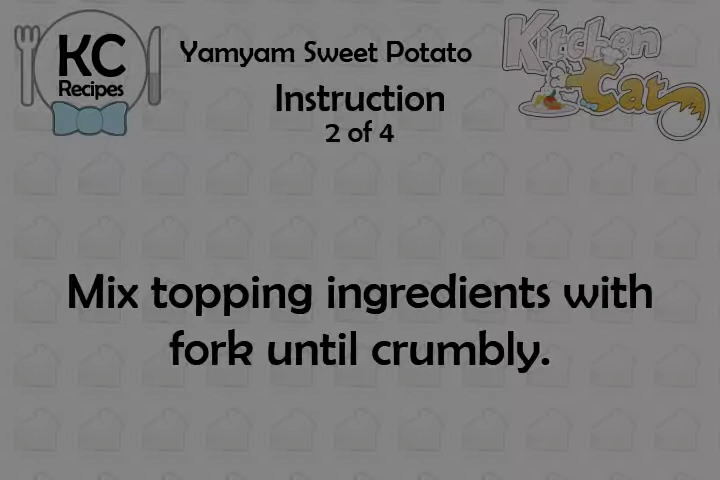 KC
Recipes
Yamyam Sweet Potato
Instruction
2 of 4
Kitchen
Cat
Mix topping ingredients with
fork until crumbly.